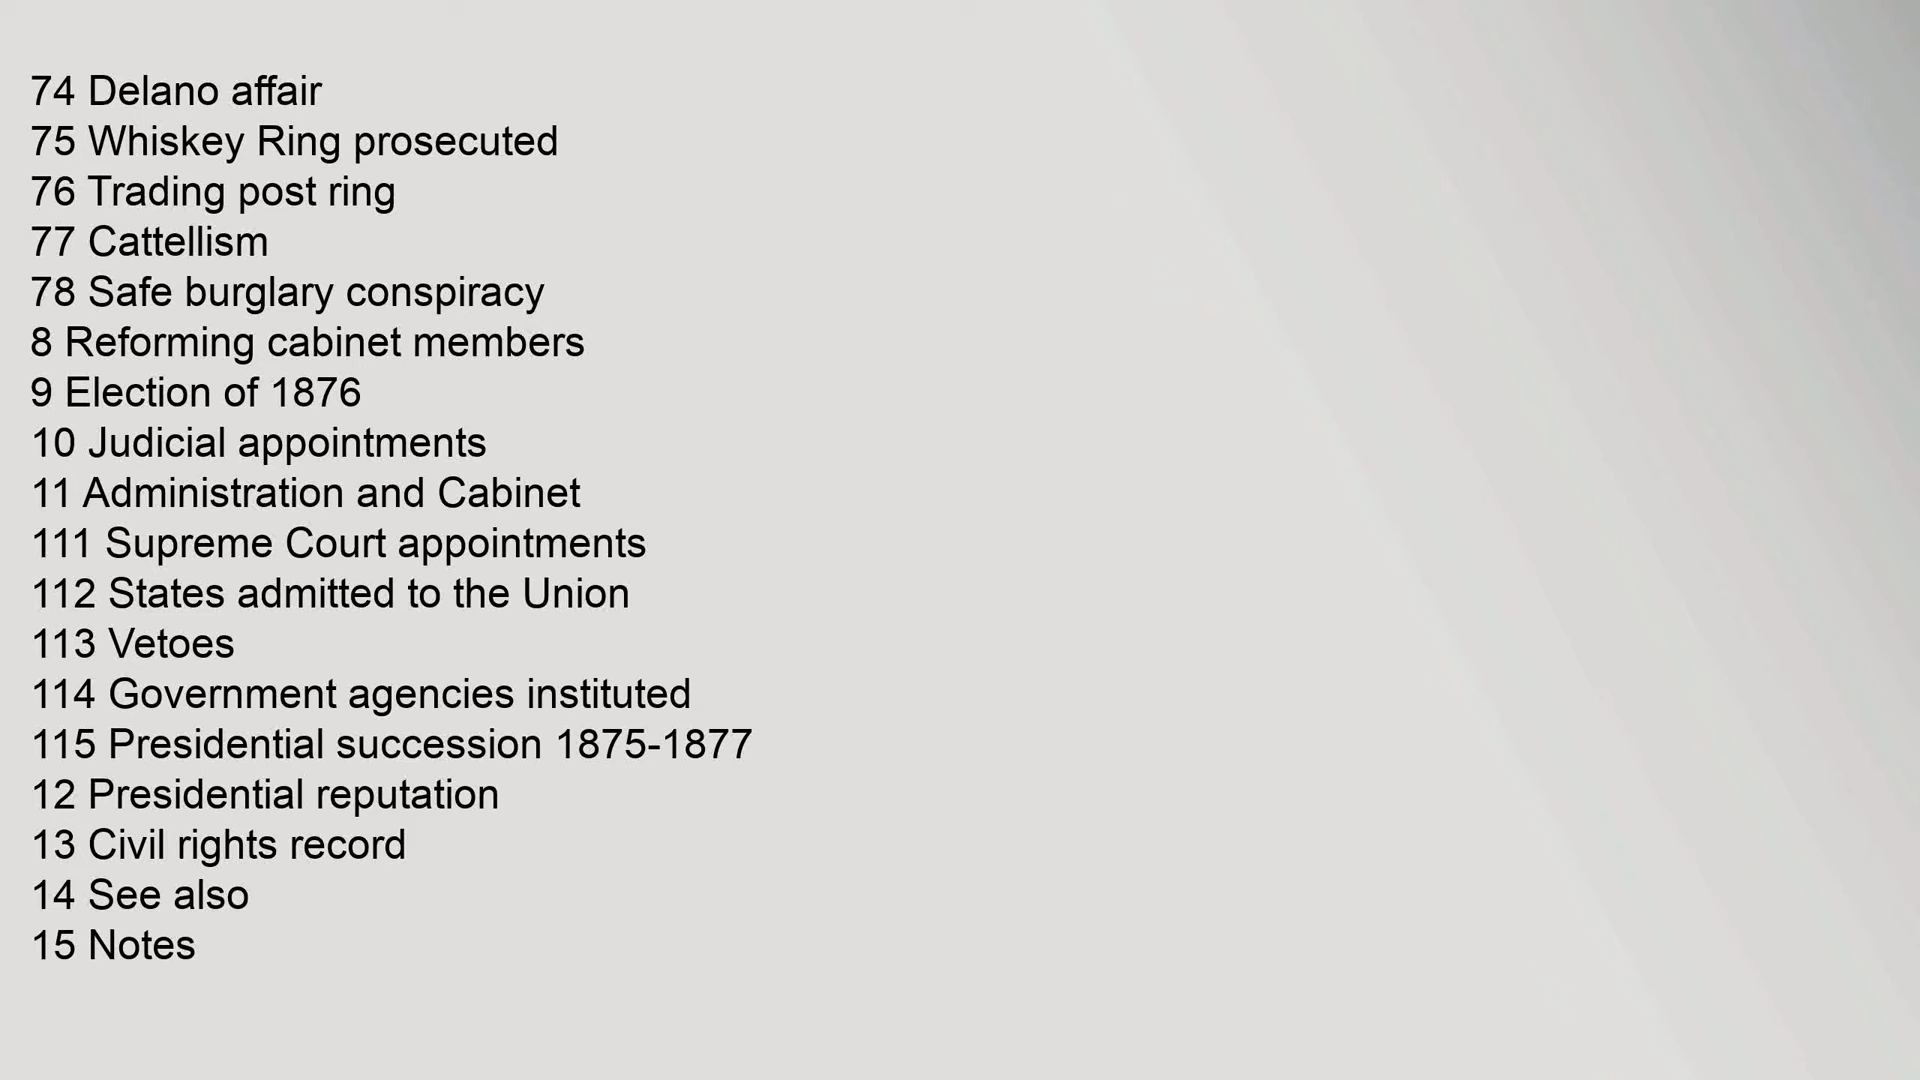 74 Delano affair
75 Whiskey Ring prosecuted
76 Trading post ring
77 Cattellism
78 Safe burglary conspiracy
8 Reforming cabinet members
9 Election of 1876
10 Judicial appointments
11 Administration and Cabinet
111 Supreme Court appointments
112 States admitted to the Union
113 Vetoes
114 Government agencies instituted
115 Presidential succession 1875-1877
12 Presidential reputation
13 Civil rights record
14 See also
15 Notes